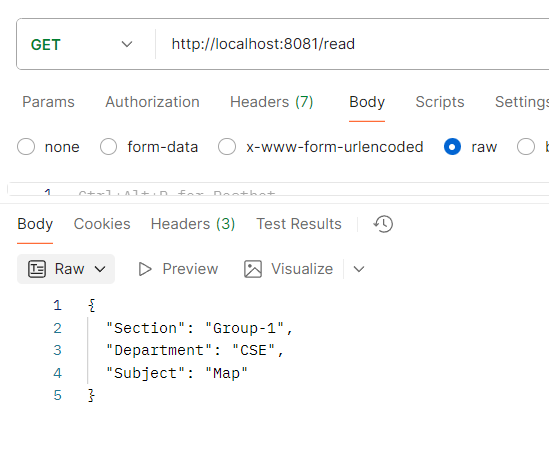 GET http://localhost:8081/read
Params Authorization Headers (7) Body Scripts Settings
none form-data x-www-form-urlencoded raw
1 Ctrl+Alt+P for Postbot
Body Cookies Headers (3) Test Results
Raw Preview Visualize
1 {
2 "Section": "Group-1",
3 "Department": "CSE",
4 "Subject": "Map"
5 }